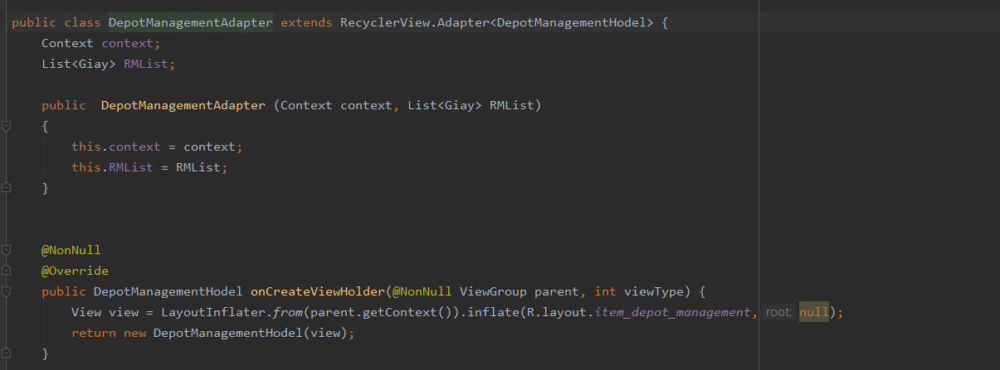 public class DepotManagementAdapter extends RecyclerView.Adapter<DepotManagementHodel> {
Context context;
List<Giay> RMList;
public DepotManagementAdapter (Context context, List<Giay> RMList)
{
this.context = context;
this.RMList = RMList;
}
@NonNull
@Override
public DepotManagementHodel onCreateViewHolder(@NonNull ViewGroup parent, int viewType) {
View view = LayoutInflater.from(parent.getContext()).inflate(R.layout.item_depot_management, root: null);
return new DepotManagementHodel(view);
}